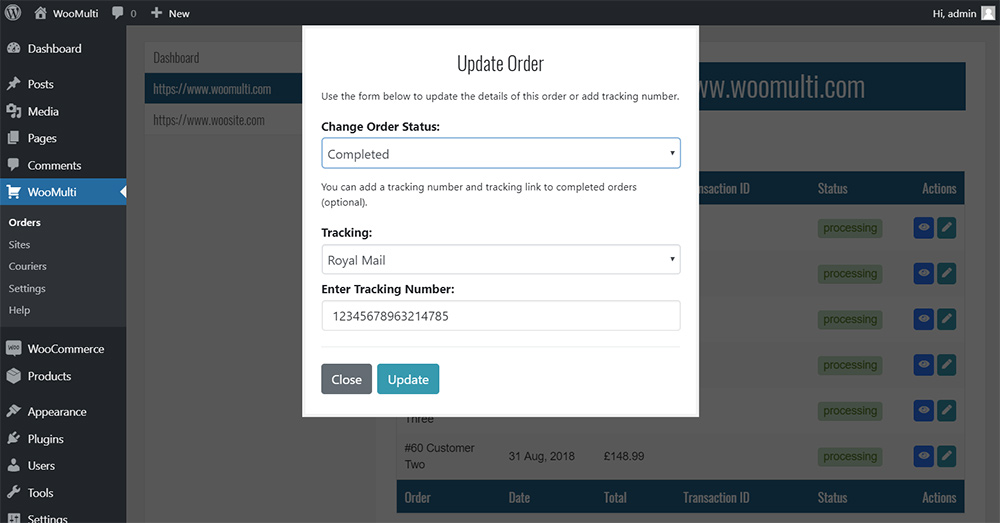 WooMulti 0 New Hi, admin
Dashboard
Posts
Media
Pages
Comments
WooMulti
Orders
Sites
Couriers
Settings
Help
WooCommerce
Products
Appearance
Plugins
Users
Tools
Settings
Dashboard
https://www.woomulti.com
https://www.woosite.com
Update Order
Use the form below to update the details of this order or add tracking number.
Change Order Status:
Completed
You can add a tracking number and tracking link to completed orders
(optional).
Tracking:
Royal Mail
Enter Tracking Number:
12345678963214785
Close Update
www.woomulti.com
Transaction ID Status Actions
processing
processing
processing
processing
Three processing
#60 Customer
Two 31 Aug, 2018 £148.99 processing
Order Date Total Transaction ID Status Actions